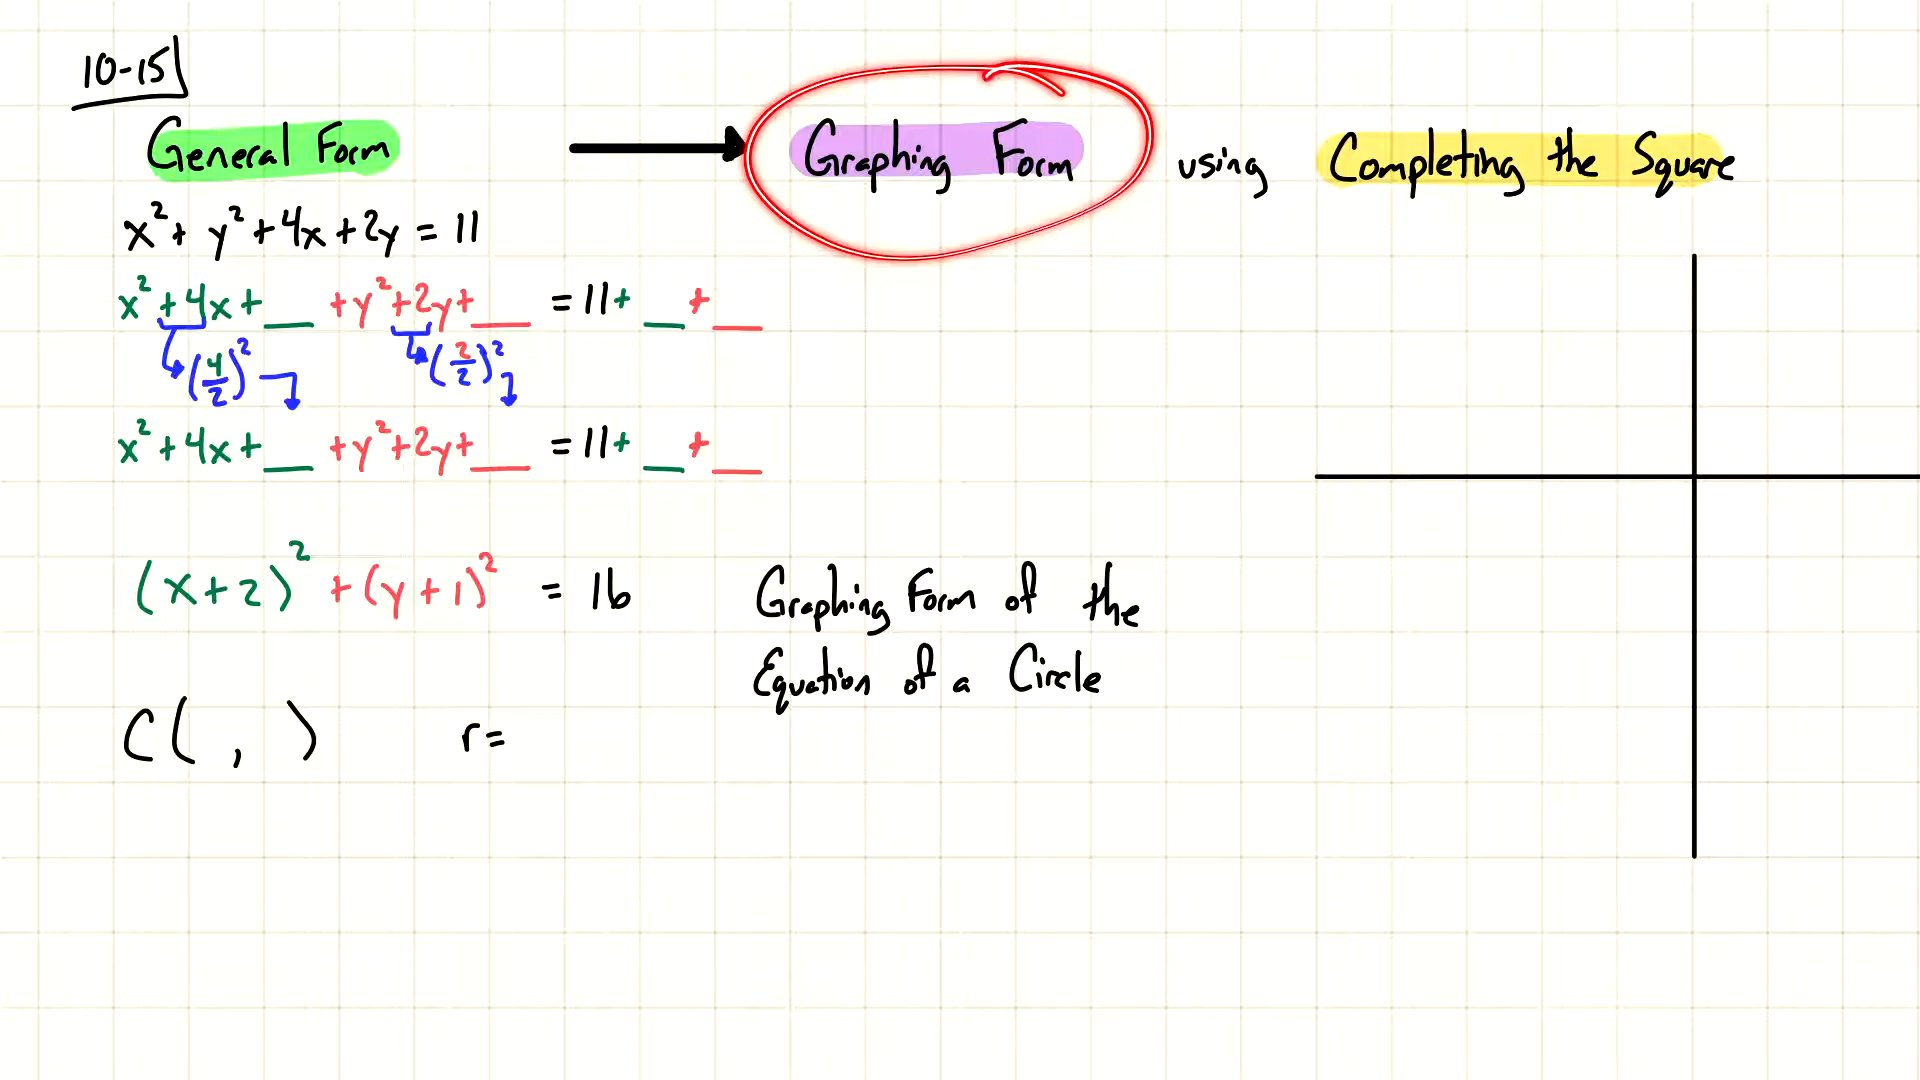 10-15
General Form → Graphing Form using Completing the Square
x² + y² + 4x + 2y = 11
x² + 4x + __ + y² + 2y + __ = 11 + __ + __
(4/2)² (2/2)²
x² + 4x + __ + y² + 2y + __ = 11 + __ + __
(x + 2)² + (y + 1)² = 16
Graphing Form of the
Equation of a Circle
C( , ) r =